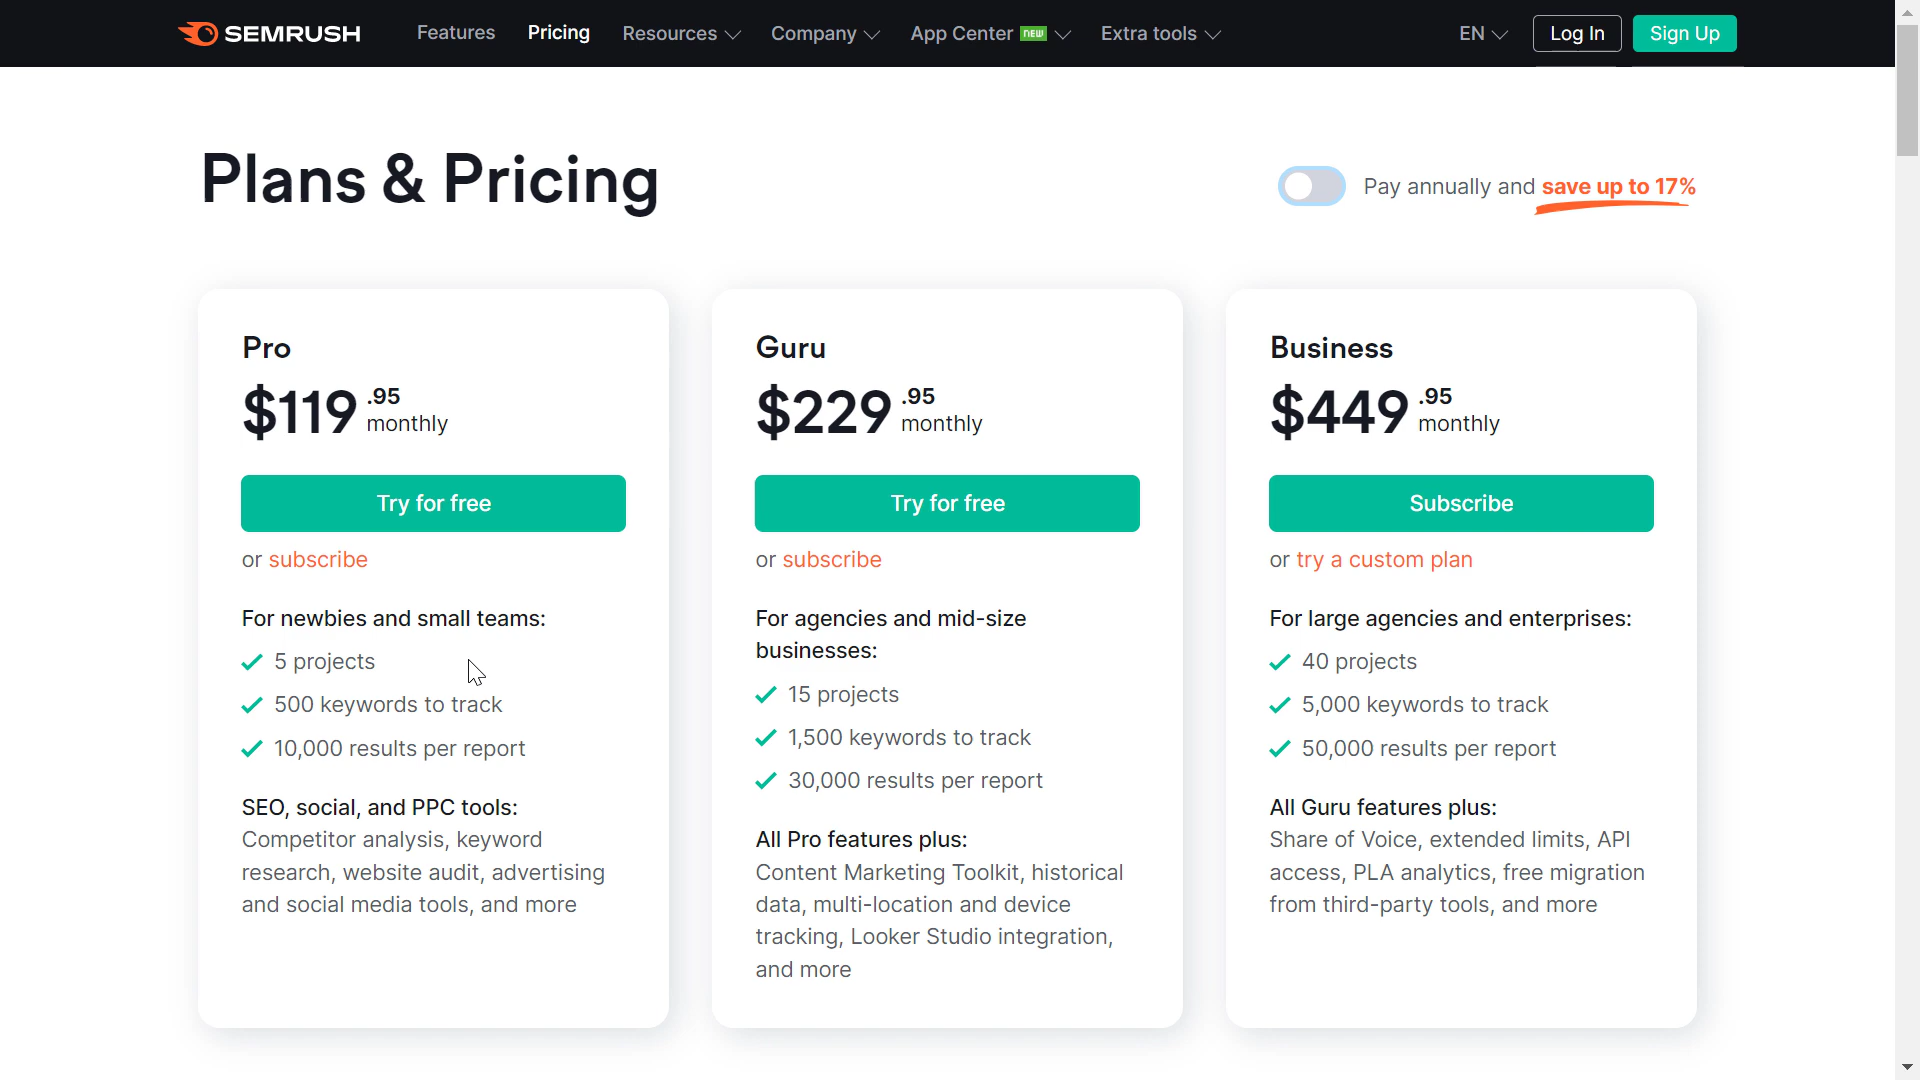 SEMRUSH Features Pricing Resources Company App Center NEW Extra tools EN Log In Sign Up
Plans & Pricing
Pay annually and save up to 17%
Pro
$119 .95 monthly
Try for free
or subscribe
For newbies and small teams:
5 projects
500 keywords to track
10,000 results per report
SEO, social, and PPC tools:
Competitor analysis, keyword
research, website audit, advertising
and social media tools, and more
Guru
$229 .95 monthly
Try for free
or subscribe
For agencies and mid-size
businesses:
15 projects
1,500 keywords to track
30,000 results per report
All Pro features plus:
Content Marketing Toolkit, historical
data, multi-location and device
tracking, Looker Studio integration,
and more
Business
$449 .95 monthly
Subscribe
or try a custom plan
For large agencies and enterprises:
40 projects
5,000 keywords to track
50,000 results per report
All Guru features plus:
Share of Voice, extended limits, API
access, PLA analytics, free migration
from third-party tools, and more